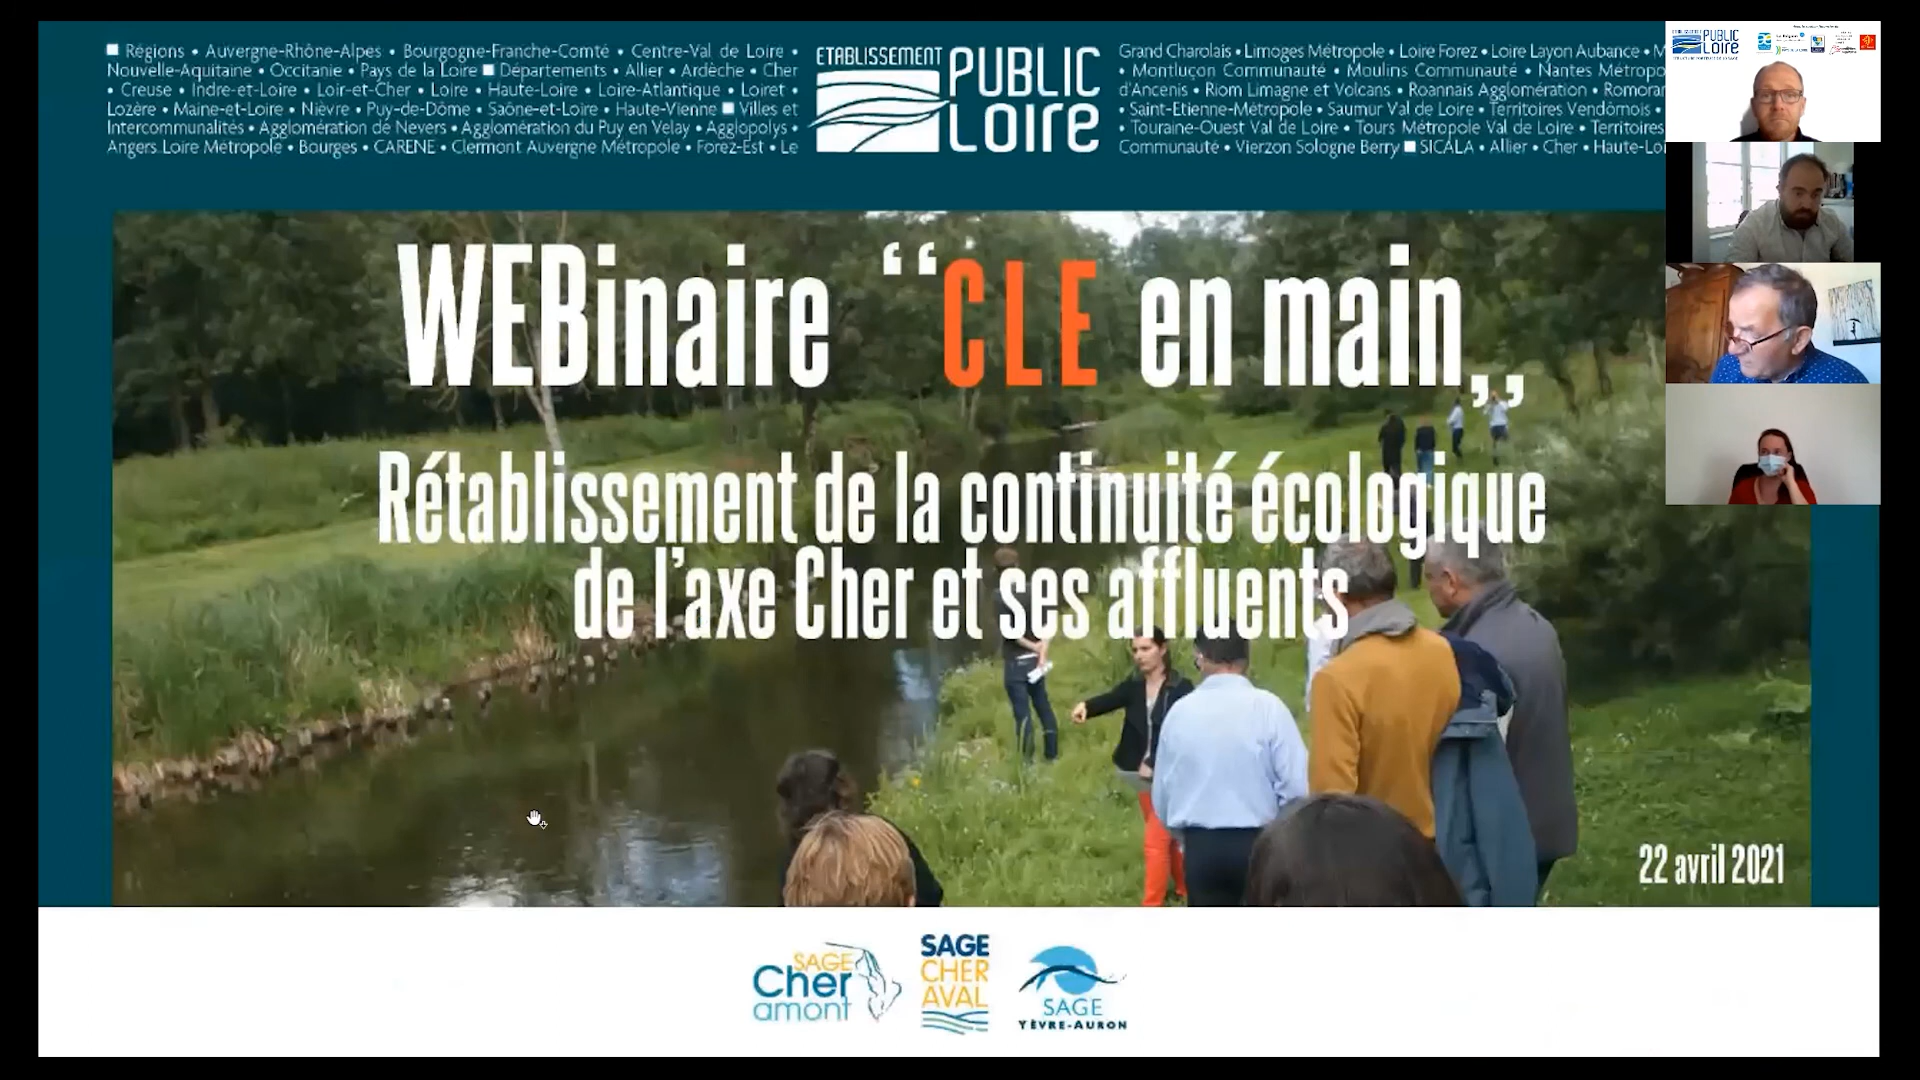 ■ Régions • Auvergne-Rhône-Alpes • Bourgogne-Franche-Comté • Centre-Val de Loire •
Nouvelle-Aquitaine • Occitanie • Pays de la Loire ■ Départements • Allier • Ardèche • Cher
• Creuse • Indre-et-Loire • Loir-et-Cher • Loire • Haute-Loire • Loire-Atlantique • Loiret •
Lozère • Maine-et-Loire • Nièvre • Puy-de-Dôme • Saône-et-Loire • Haute-Vienne ■ Villes et
Intercommunalités • Agglomération de Nevers • Agglomération du Puy en Velay • Agglopolys •
Angers Loire Métropole • Bourges • CARENE • Clermont Auvergne Métropole • Forez-Est • Le
ETABLISSEMENT
PUBLIC
LOIRE
Grand Charolais • Limoges Métropole • Loire Forez • Loire Layon Aubance • M
• Montluçon Communauté • Moulins Communauté • Nantes Métropo
d'Ancenis • Riom Limagne et Volcans • Roannais Agglomération • Romorar
• Saint-Etienne-Métropole • Saumur Val de Loire • Territoires Vendômois •
• Touraine-Ouest Val de Loire • Tours Métropole Val de Loire • Territoires
Communauté • Vierzon Sologne Berry ■ SICALA • Allier • Cher • Haute-Loi
PUBLIC
LOIRE
WEBinaire “CLE en main„
Rétablissement de la continuité écologique
de l'axe Cher et ses affluents
22 avril 2021
SAGE
Cher
amont
SAGE
CHER
AVAL
SAGE
YÈVRE-AURON